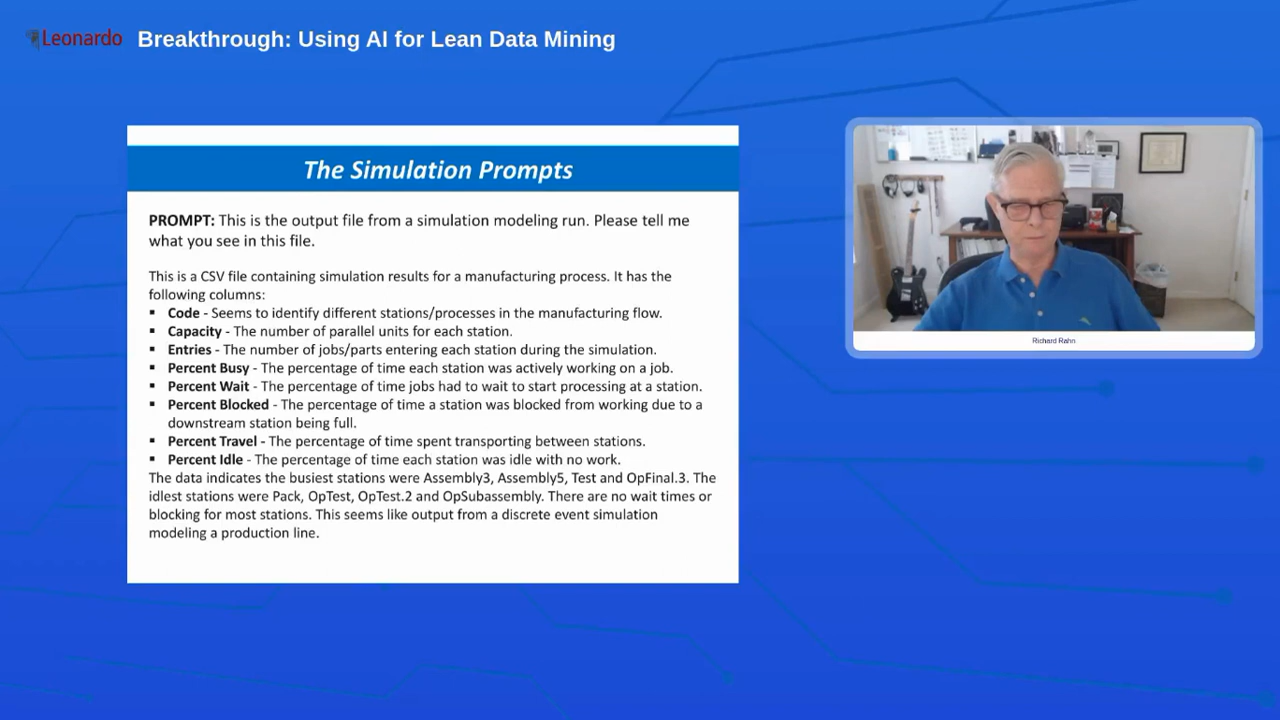 Leonardo
Breakthrough: Using AI for Lean Data Mining
The Simulation Prompts
PROMPT: This is the output file from a simulation modeling run. Please tell me
what you see in this file.
This is a CSV file containing simulation results for a manufacturing process. It has the
following columns:
▪ Code - Seems to identify different stations/processes in the manufacturing flow.
▪ Capacity - The number of parallel units for each station.
▪ Entries - The number of jobs/parts entering each station during the simulation.
▪ Percent Busy - The percentage of time each station was actively working on a job.
▪ Percent Wait - The percentage of time jobs had to wait to start processing at a station.
▪ Percent Blocked - The percentage of time a station was blocked from working due to a
downstream station being full.
▪ Percent Travel - The percentage of time spent transporting between stations.
▪ Percent Idle - The percentage of time each station was idle with no work.
The data indicates the busiest stations were Assembly3, Assembly5, Test and OpFinal.3. The
idlest stations were Pack, OpTest, OpTest.2 and OpSubassembly. There are no wait times or
blocking for most stations. This seems like output from a discrete event simulation
modeling a production line.
Richard Rahn